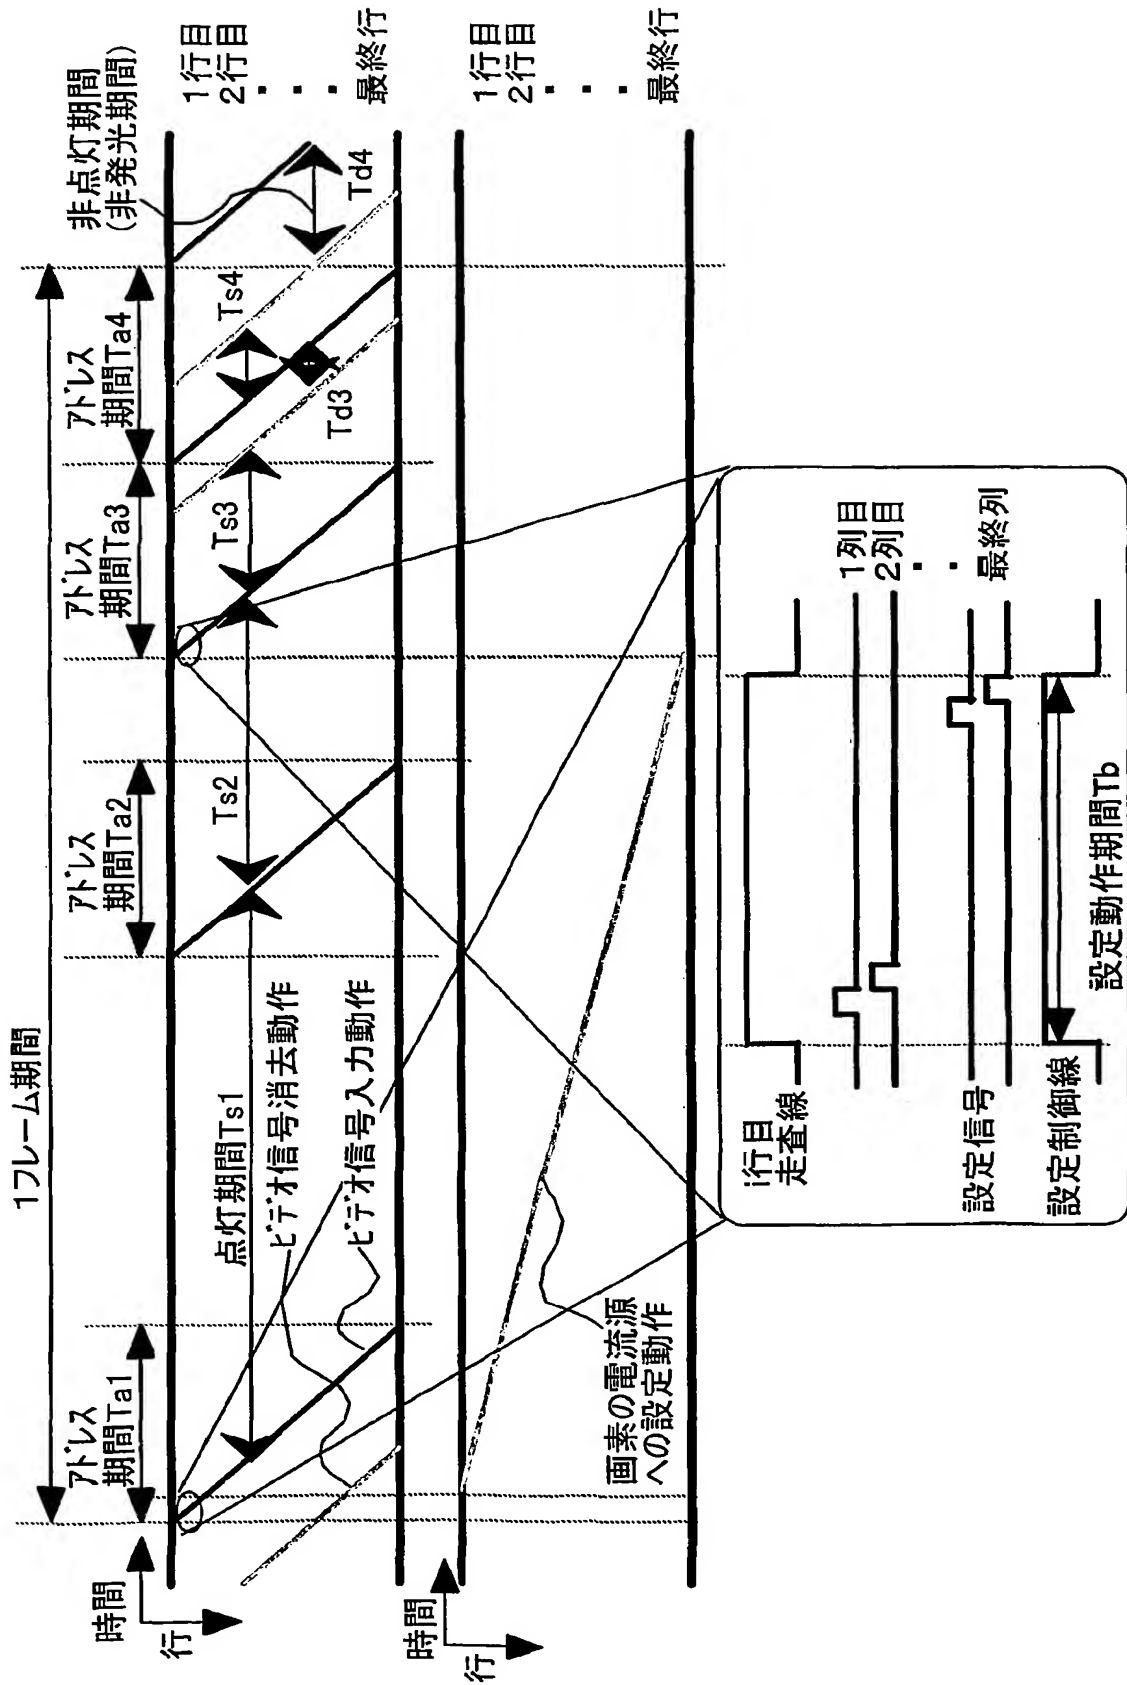 1フレーム期間
アドレス
期間Ta1
アドレス
期間Ta2
アドレス
期間Ta3
アドレス
期間Ta4
非点灯期間
(非発光期間)
時間
行
点灯期間Ts1
Ts2
Ts3
Ts4
Td3
Td4
ビデオ信号消去動作
ビデオ信号入力動作
1行目
2行目
・
・
・
最終行
時間
行
画素の電流源
への設定動作
1行目
2行目
・
・
・
最終行
i行目
走査線
1列目
2列目
・
・
最終列
設定信号
設定制御線
設定動作期間Tb